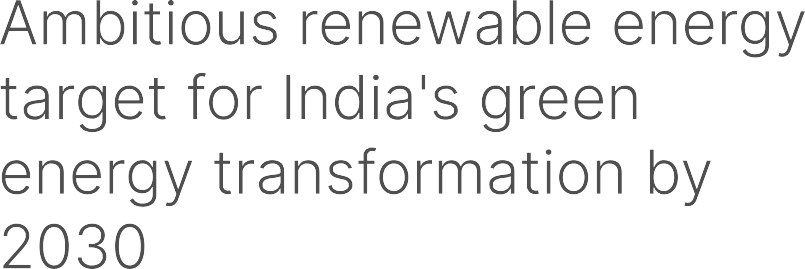 Ambitious renewable energy
target for India's green
energy transformation by
2030